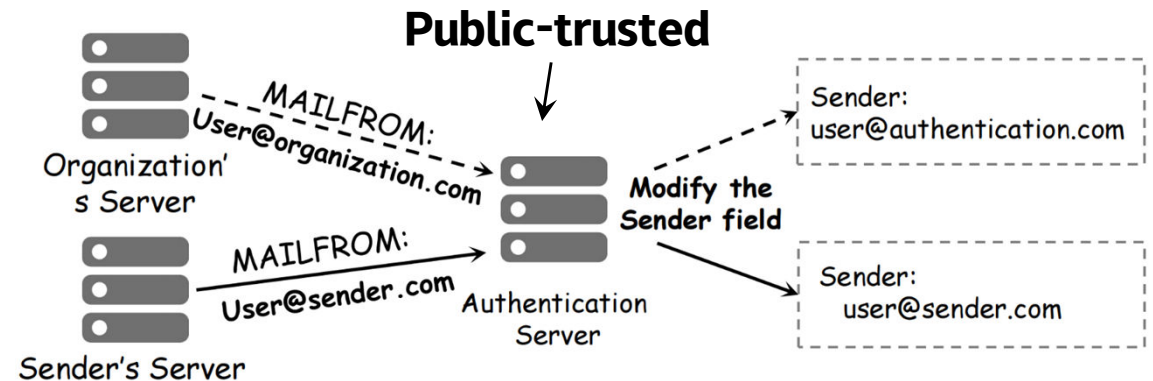 Public-trusted
MAILFROM:
User@organization.com
Organization'
s Server
MAILFROM:
User@sender.com
Sender's Server
Authentication
Server
Modify the
Sender field
Sender:
user@authentication.com
Sender:
user@sender.com